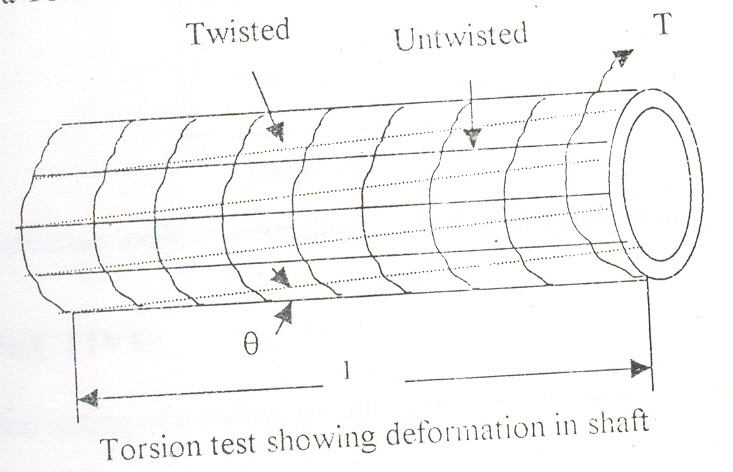 Twisted
Untwisted
T
θ
l
Torsion test showing deformation in shaft